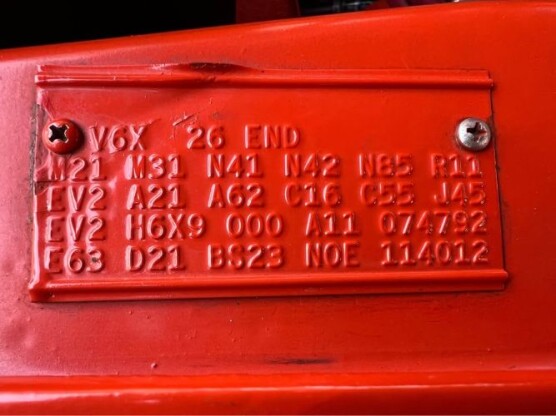 V6X 26 END
M21 M31 N41 N42 N85 R11
EV2 A21 A62 C16 C55 J45
EV2 H6X9 000 A11 Q74792
E63 D21 BS23 NOE 114012